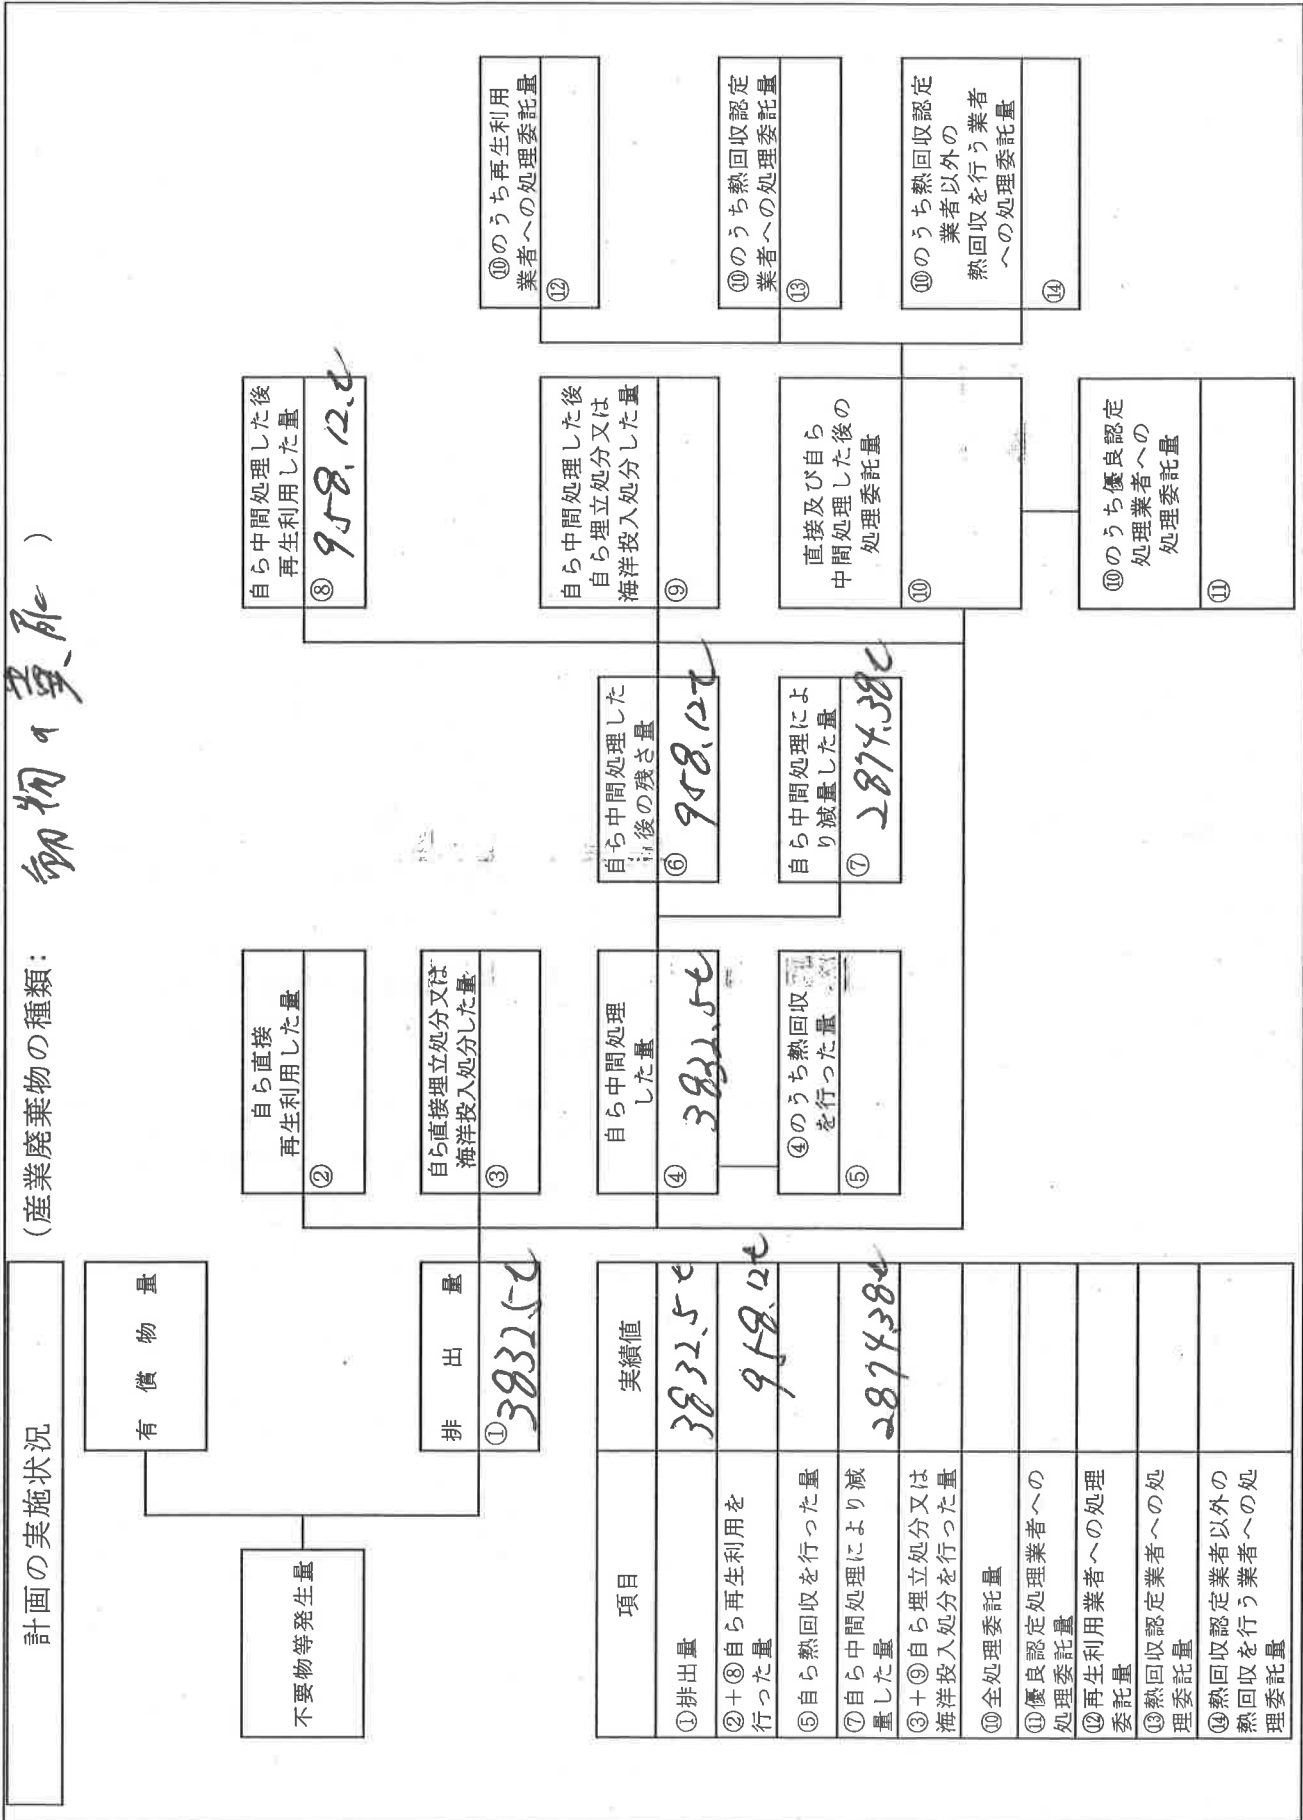 計画の実施状況
(産業廃棄物の種類: 動物の糞尿 )
不要物等発生量
有償物量
排出量
①3832.5t
自ら直接
再生利用した量
②
自ら直接埋立処分又は
海洋投入処分した量
③
自ら中間処理
した量
④ 3832.5t
④のうち熱回収
を行った量
⑤
自ら中間処理した
後の残さ量
⑥ 958.12t
自ら中間処理によ
り減量した量
⑦ 2874.38t
自ら中間処理した後
再生利用した量
⑧ 958.12.t
自ら中間処理した後
自ら埋立処分又は
海洋投入処分した量
⑨
直接及び自ら
中間処理した後の
処理委託量
⑩
⑩のうち優良認定
処理業者への
処理委託量
⑪
⑩のうち再生利用
業者への処理委託量
⑫
⑩のうち熱回収認定
業者への処理委託量
⑬
⑩のうち熱回収認定
業者以外の
熱回収を行う業者
への処理委託量
⑭
項目 実績値
①排出量 3832.5t
②+⑧自ら再生利用を
行った量 958.12t
⑤自ら熱回収を行った量
⑦自ら中間処理により減
量した量 2874.38t
③+⑨自ら埋立処分又は
海洋投入処分を行った量
⑩全処理委託量
⑪優良認定処理業者への
処理委託量
⑫再生利用業者への処理
委託量
⑬熱回収認定業者への処
理委託量
⑭熱回収認定業者以外の
熱回収を行う業者への処
理委託量